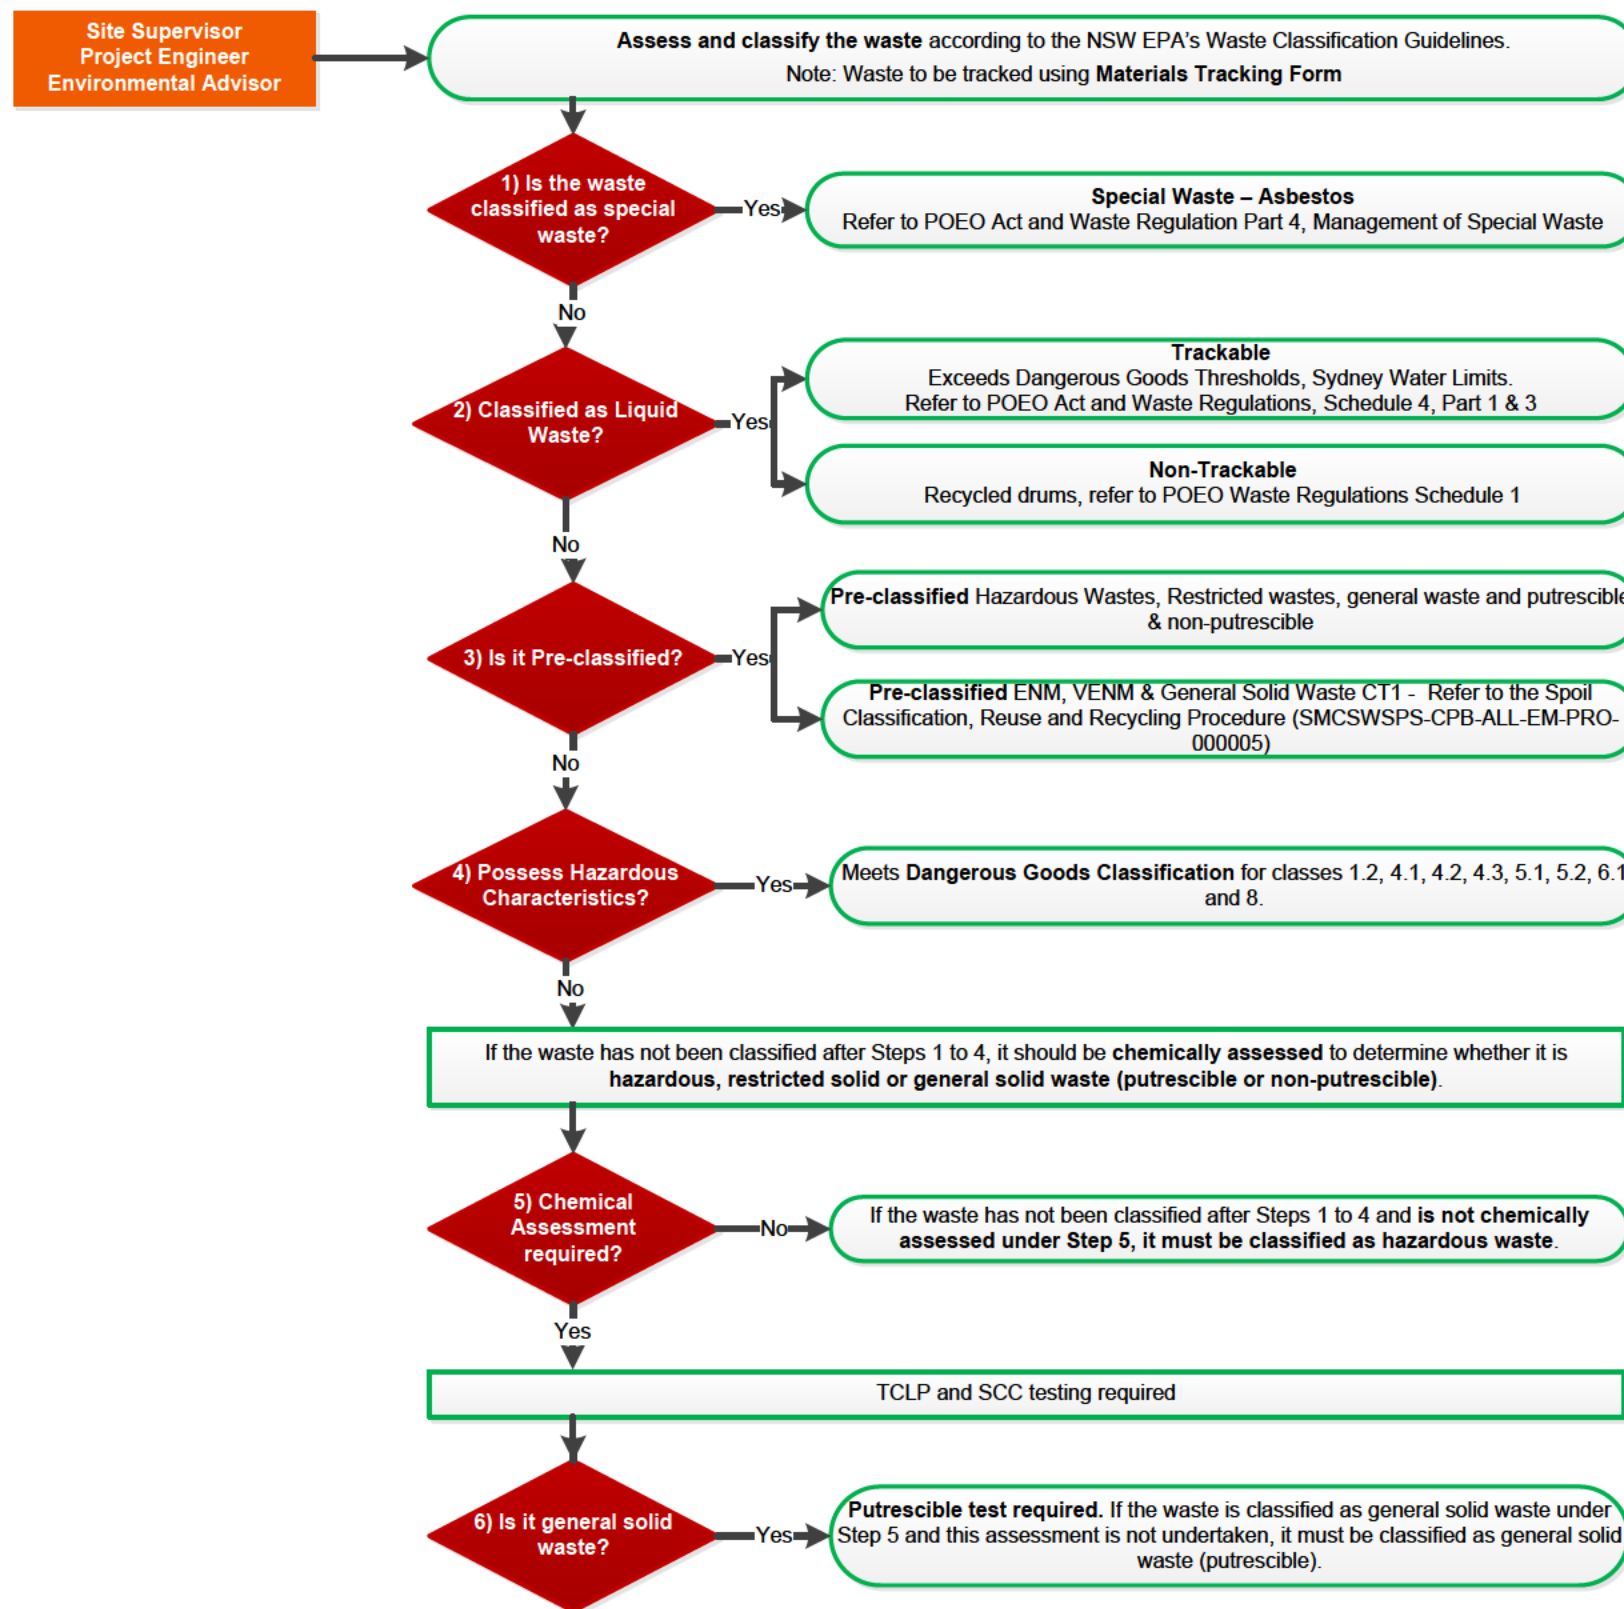 Site Supervisor
Project Engineer
Environmental Advisor
Assess and classify the waste according to the NSW EPA's Waste Classification Guidelines.
Note: Waste to be tracked using Materials Tracking Form
1) Is the waste
classified as special
waste?
Yes
Special Waste – Asbestos
Refer to POEO Act and Waste Regulation Part 4, Management of Special Waste
No
2) Classified as Liquid
Waste?
Yes
Trackable
Exceeds Dangerous Goods Thresholds, Sydney Water Limits.
Refer to POEO Act and Waste Regulations, Schedule 4, Part 1 & 3
Non-Trackable
Recycled drums, refer to POEO Waste Regulations Schedule 1
No
3) Is it Pre-classified?
Yes
Pre-classified Hazardous Wastes, Restricted wastes, general waste and putrescible
& non-putrescible
Pre-classified ENM, VENM & General Solid Waste CT1 - Refer to the Spoil
Classification, Reuse and Recycling Procedure (SMCSWSPS-CPB-ALL-EM-PRO-
000005)
No
4) Possess Hazardous
Characteristics?
Yes
Meets Dangerous Goods Classification for classes 1.2, 4.1, 4.2, 4.3, 5.1, 5.2, 6.1
and 8.
No
If the waste has not been classified after Steps 1 to 4, it should be chemically assessed to determine whether it is
hazardous, restricted solid or general solid waste (putrescible or non-putrescible).
5) Chemical
Assessment
required?
No
If the waste has not been classified after Steps 1 to 4 and is not chemically
assessed under Step 5, it must be classified as hazardous waste.
Yes
TCLP and SCC testing required
6) Is it general solid
waste?
Yes
Putrescible test required. If the waste is classified as general solid waste under
Step 5 and this assessment is not undertaken, it must be classified as general solid
waste (putrescible).